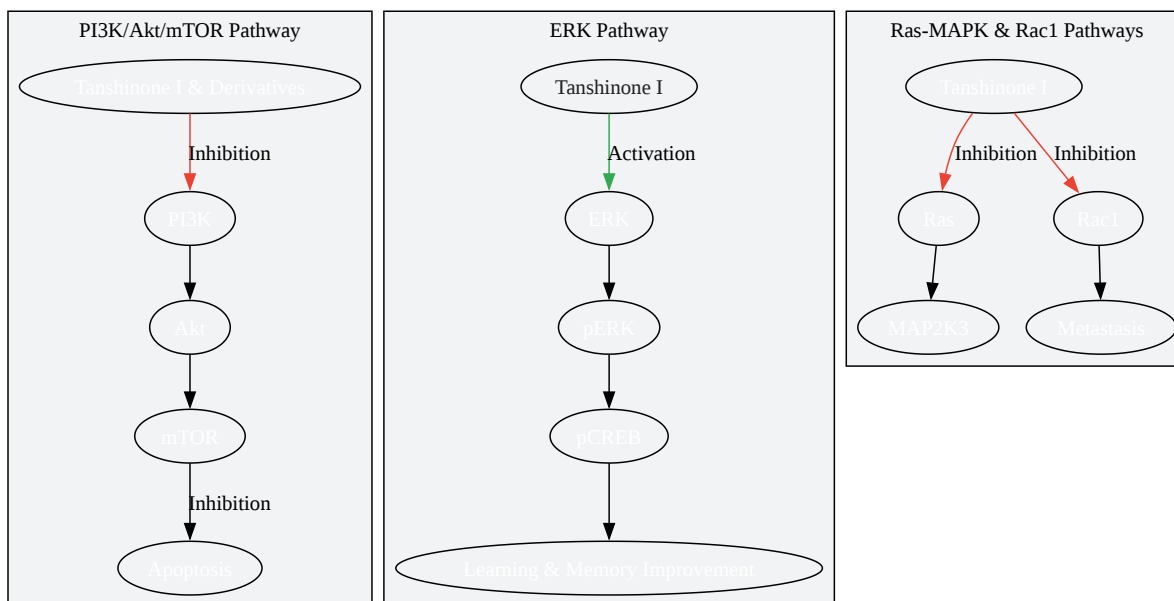 PI3K/Akt/mTOR Pathway
Tanshinone I & Derivatives
Inhibition
PI3K
Akt
mTOR
Inhibition
Apoptosis
ERK Pathway
Tanshinone I
Activation
ERK
pERK
pCREB
Learning & Memory Improvement
Ras-MAPK & Rac1 Pathways
Tanshinone I
Inhibition
Inhibition
Ras
Rac1
MAP2K3
Metastasis